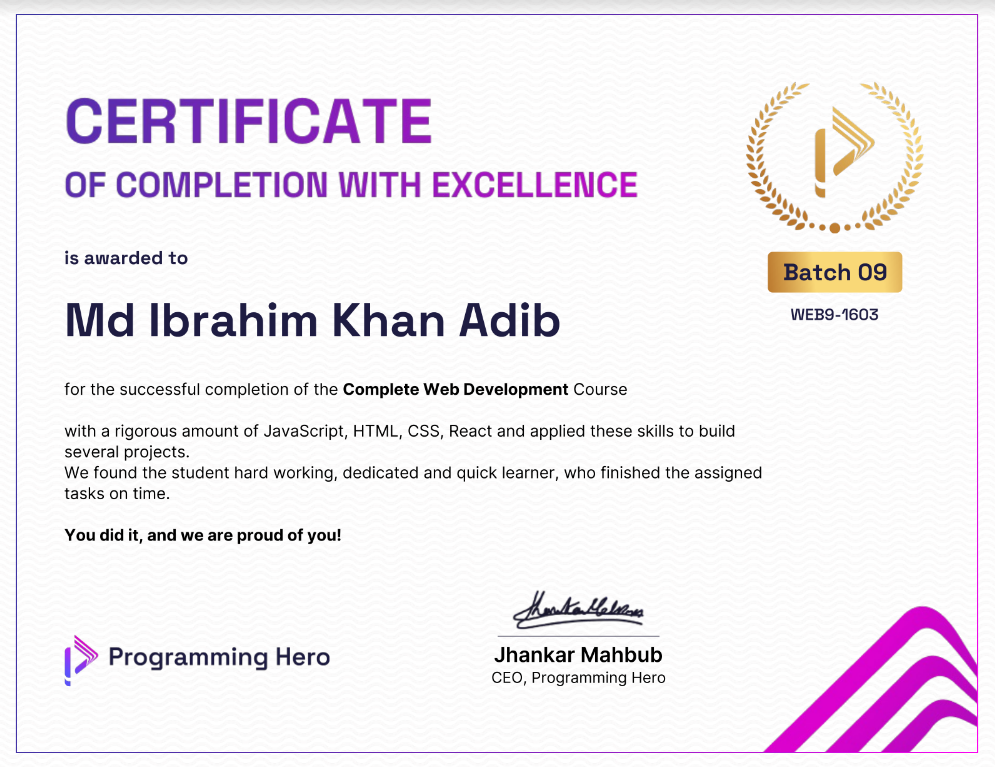 CERTIFICATE
OF COMPLETION WITH EXCELLENCE
is awarded to
Md Ibrahim Khan Adib
Batch 09
WEB9-1603
for the successful completion of the Complete Web Development Course
with a rigorous amount of JavaScript, HTML, CSS, React and applied these skills to build
several projects.
We found the student hard working, dedicated and quick learner, who finished the assigned
tasks on time.
You did it, and we are proud of you!
Programming Hero
Jhankar Mahbub
CEO, Programming Hero